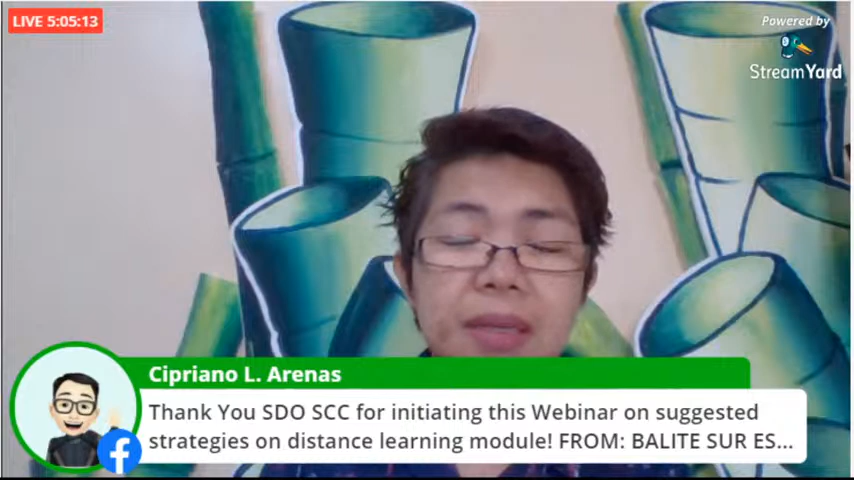 LIVE 5:05:13
Powered by
StreamYard
Cipriano L. Arenas
Thank You SDO SCC for initiating this Webinar on suggested
strategies on distance learning module! FROM: BALITE SUR ES...